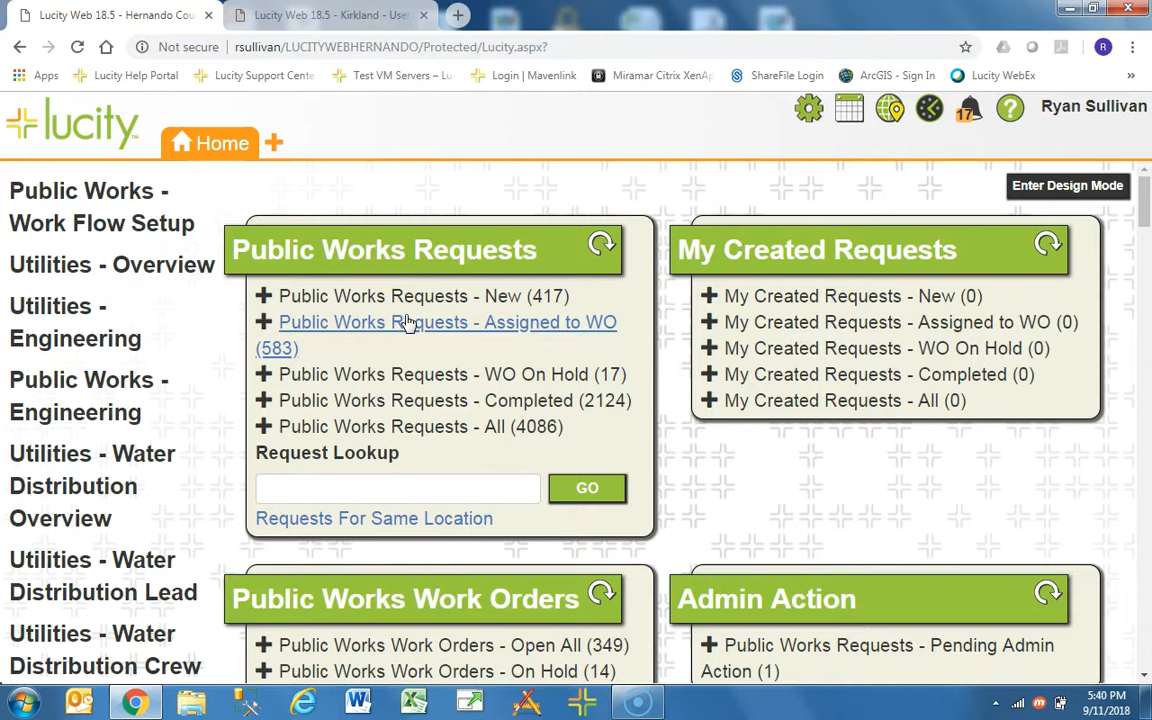 Lucity Web 18.5 - Hernando Cou
Lucity Web 18.5 - Kirkland - Use
Not secure
rsullivan/LUCITYWEBHERNANDO/Protected/Lucity.aspx?
R
Apps
Lucity Help Portal
Lucity Support Cente
Test VM Servers – Lu
Login | Mavenlink
Miramar Citrix XenAp
ShareFile Login
ArcGIS - Sign In
Lucity WebEx
»
lucity
Home
17
Ryan Sullivan
Enter Design Mode
Public Works -
Work Flow Setup
Utilities - Overview
Utilities -
Engineering
Public Works -
Engineering
Utilities - Water
Distribution
Overview
Utilities - Water
Distribution Lead
Utilities - Water
Distribution Crew
Public Works Requests
Public Works Requests - New (417)
Public Works Requests - Assigned to WO
(583)
Public Works Requests - WO On Hold (17)
Public Works Requests - Completed (2124)
Public Works Requests - All (4086)
Request Lookup
GO
Requests For Same Location
My Created Requests
My Created Requests - New (0)
My Created Requests - Assigned to WO (0)
My Created Requests - WO On Hold (0)
My Created Requests - Completed (0)
My Created Requests - All (0)
Public Works Work Orders
Public Works Work Orders - Open All (349)
Public Works Work Orders - On Hold (14)
Admin Action
Public Works Requests - Pending Admin
Action (1)
5:40 PM
9/11/2018